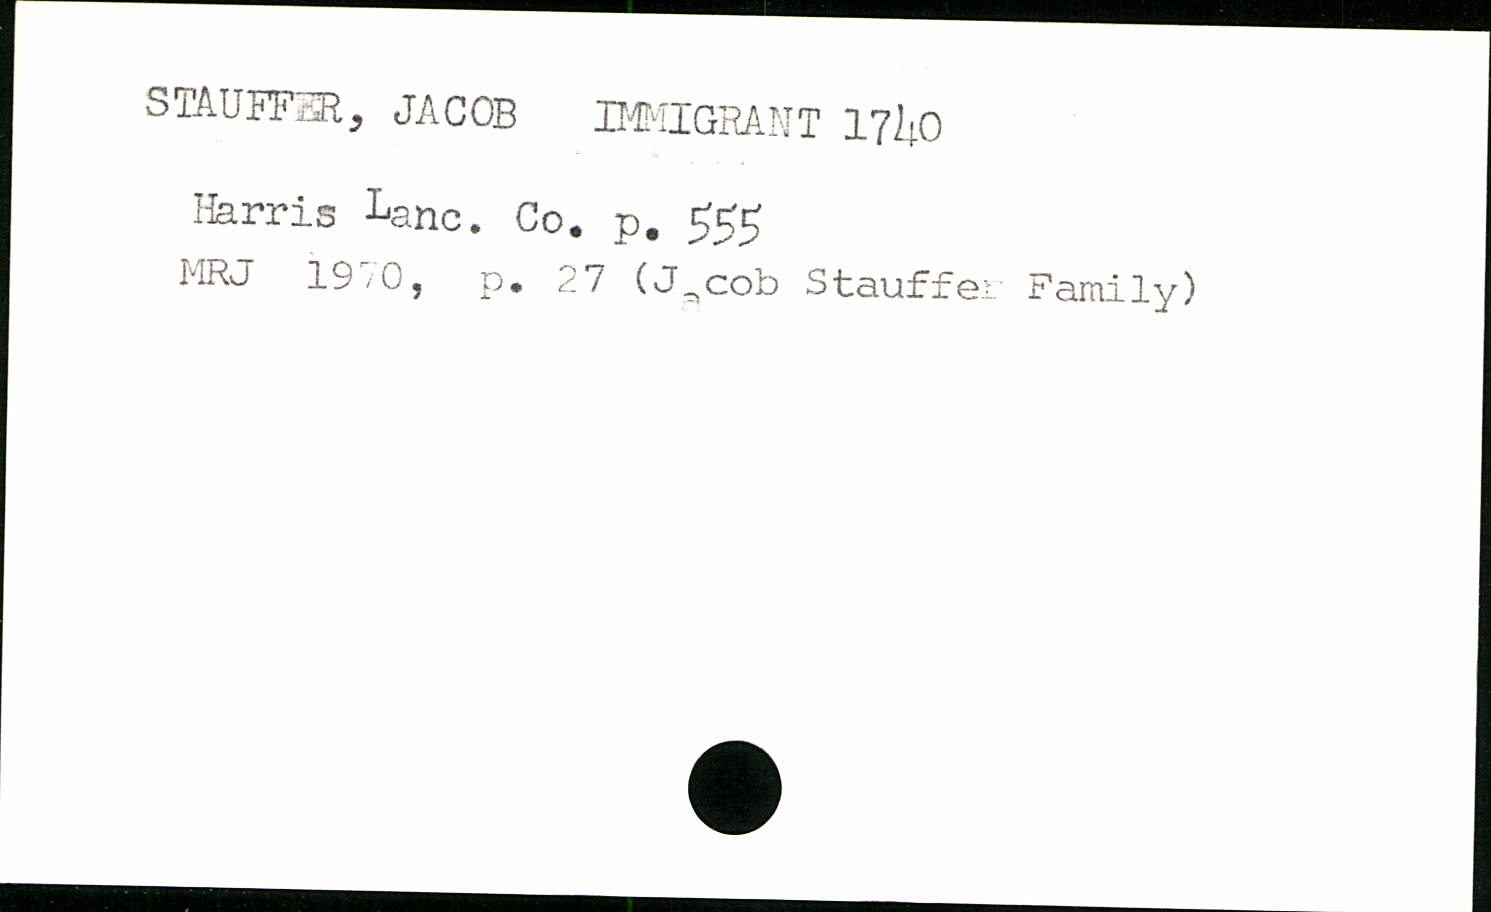 STAUFFER, JACOB IMMIGRANT 1740
Harris Lanc. Co. p. 555
MRJ 1970, p. 27 (Jacob Stauffer Family)